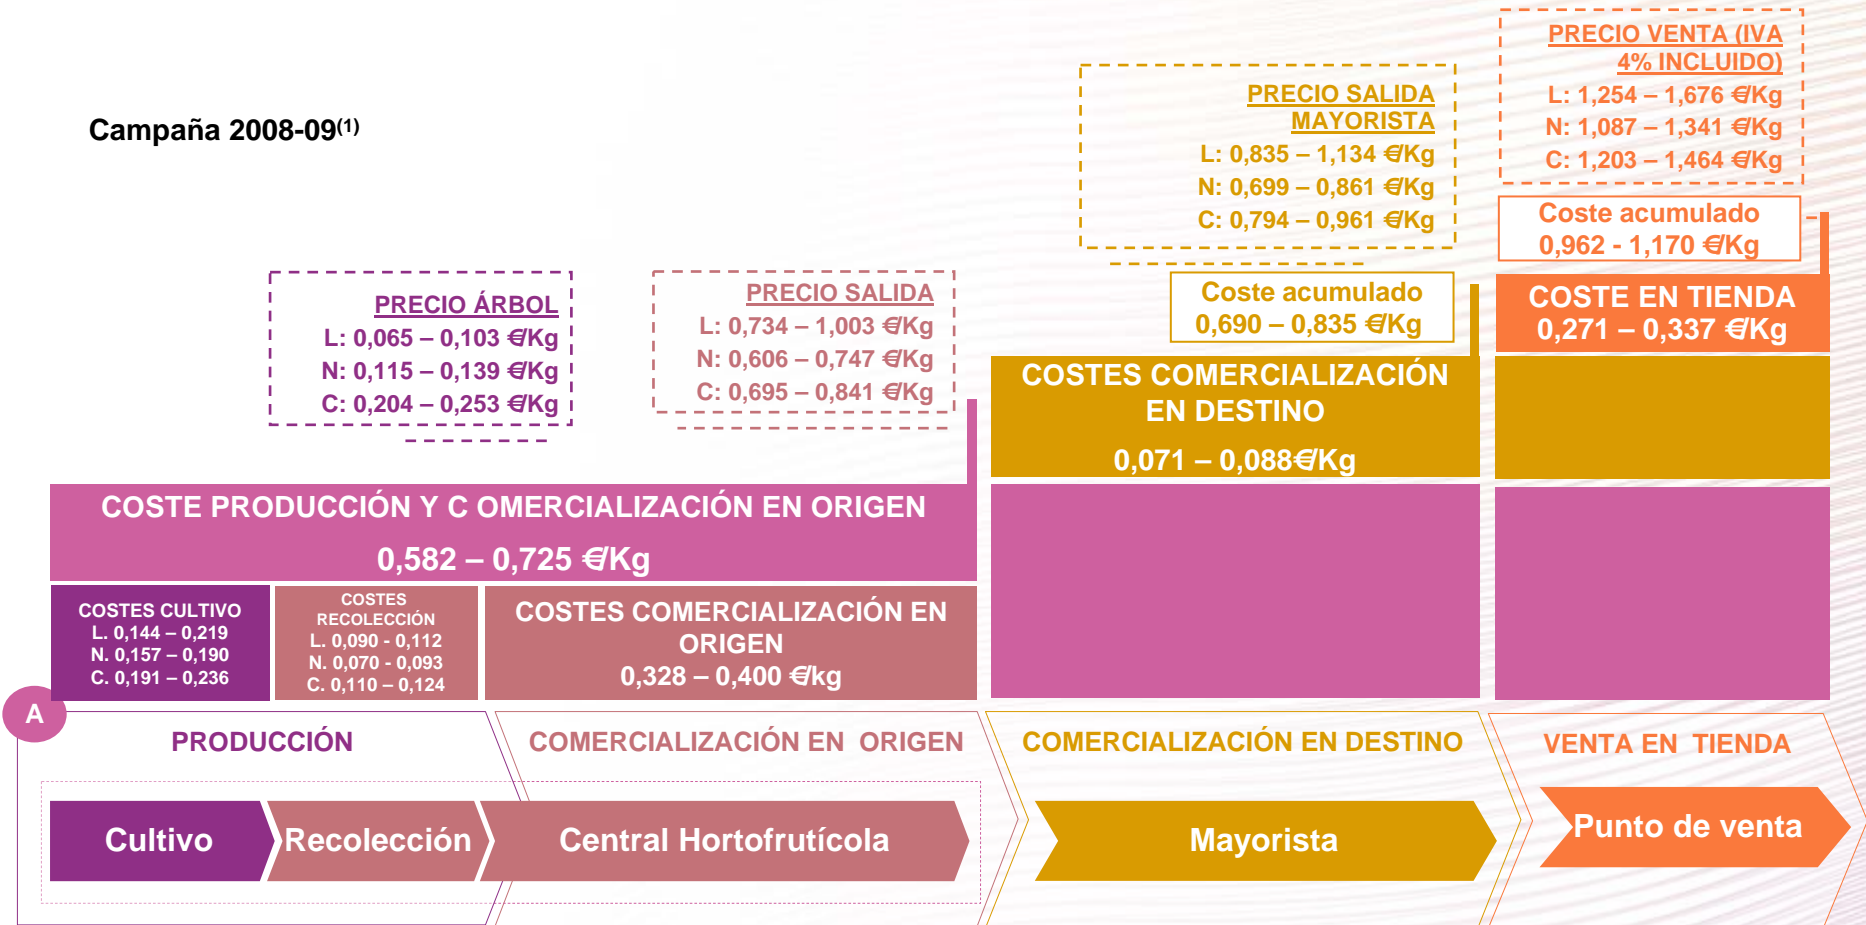 Campaña 2008-09(1)
PRECIO ÁRBOL
L: 0,065 – 0,103 €/Kg
N: 0,115 – 0,139 €/Kg
C: 0,204 – 0,253 €/Kg
PRECIO SALIDA
L: 0,734 – 1,003 €/Kg
N: 0,606 – 0,747 €/Kg
C: 0,695 – 0,841 €/Kg
PRECIO SALIDA
MAYORISTA
L: 0,835 – 1,134 €/Kg
N: 0,699 – 0,861 €/Kg
C: 0,794 – 0,961 €/Kg
PRECIO VENTA (IVA
4% INCLUIDO)
L: 1,254 – 1,676 €/Kg
N: 1,087 – 1,341 €/Kg
C: 1,203 – 1,464 €/Kg
Coste acumulado
0,690 – 0,835 €/Kg
Coste acumulado
0,962 - 1,170 €/Kg
COSTE EN TIENDA
0,271 – 0,337 €/Kg
COSTES COMERCIALIZACIÓN
EN DESTINO
0,071 – 0,088€/Kg
COSTE PRODUCCIÓN Y C OMERCIALIZACIÓN EN ORIGEN
0,582 – 0,725 €/Kg
COSTES CULTIVO
L. 0,144 – 0,219
N. 0,157 – 0,190
C. 0,191 – 0,236
COSTES
RECOLECCIÓN
L. 0,090 - 0,112
N. 0,070 - 0,093
C. 0,110 – 0,124
COSTES COMERCIALIZACIÓN EN
ORIGEN
0,328 – 0,400 €/kg
A
PRODUCCIÓN
COMERCIALIZACIÓN EN ORIGEN
COMERCIALIZACIÓN EN DESTINO
VENTA EN TIENDA
Cultivo
Recolección
Central Hortofrutícola
Mayorista
Punto de venta